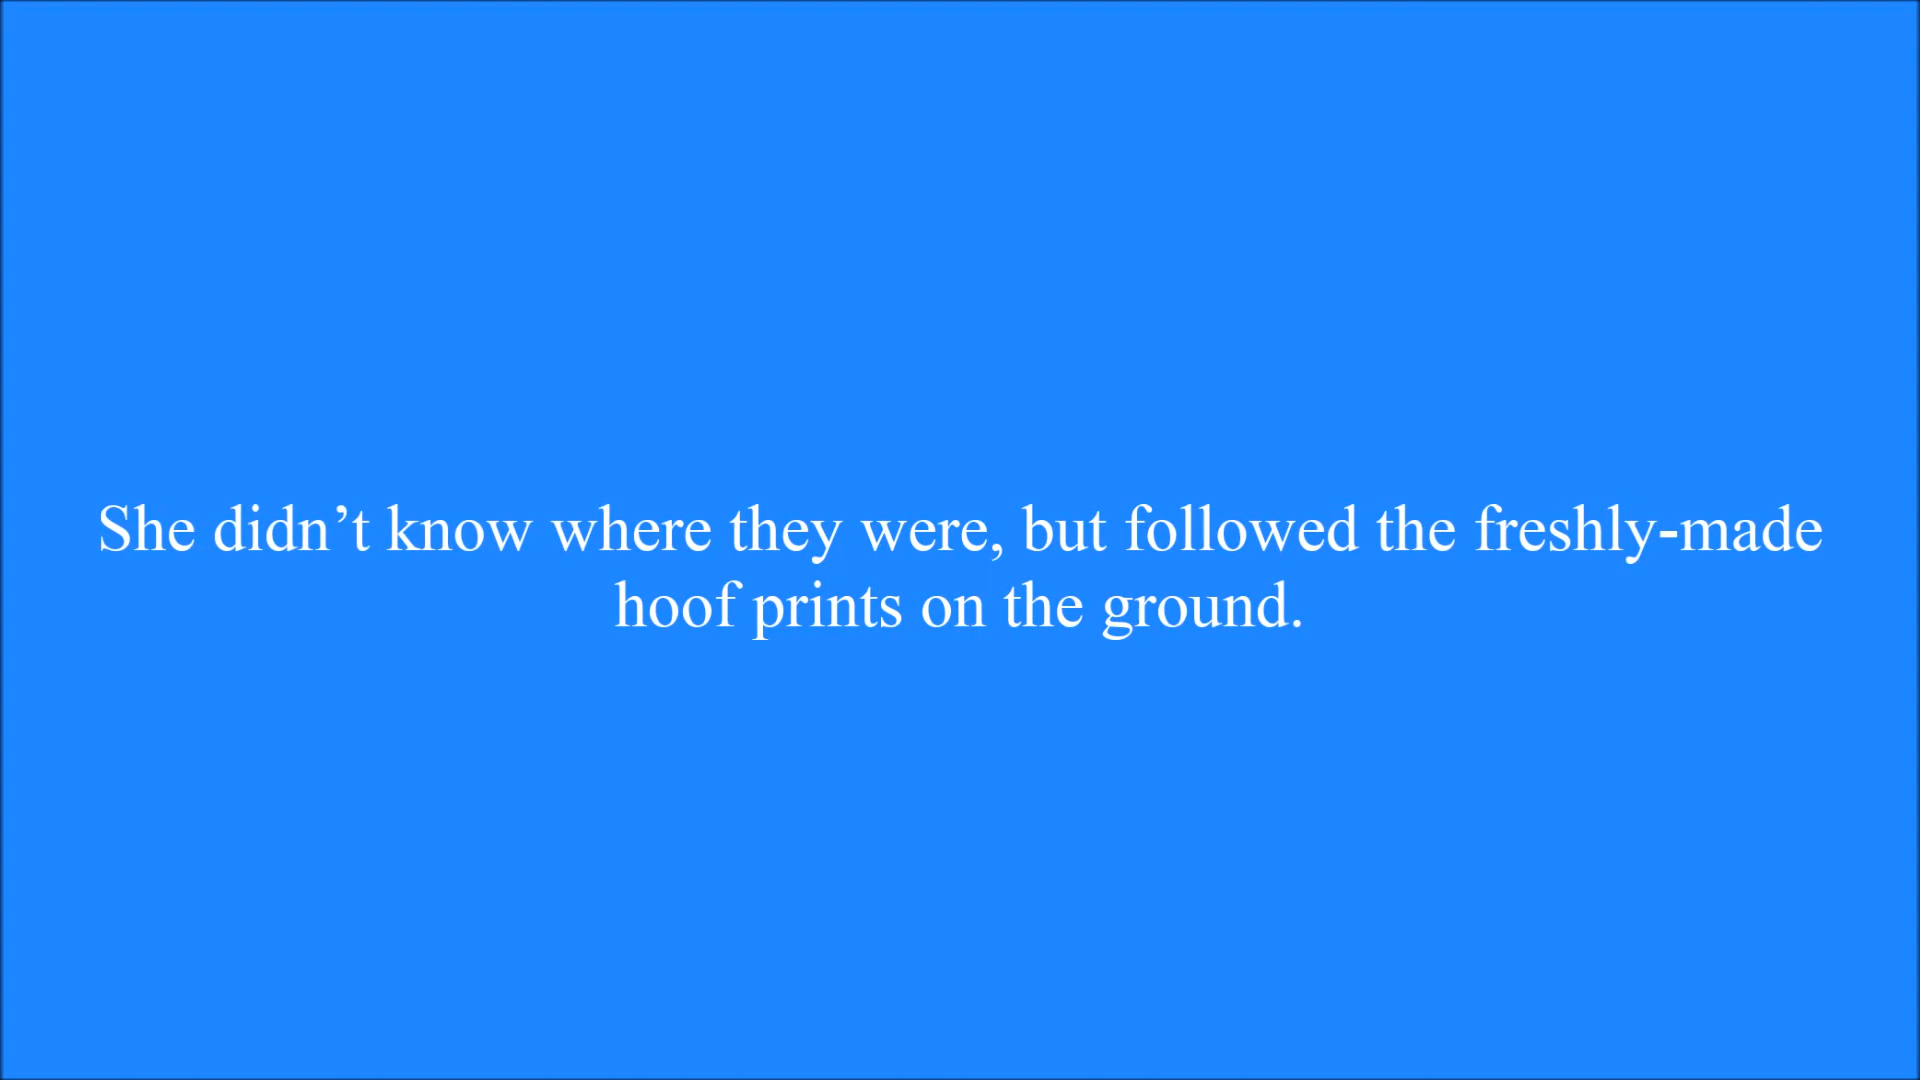 She didn’t know where they were, but followed the freshly-made
hoof prints on the ground.